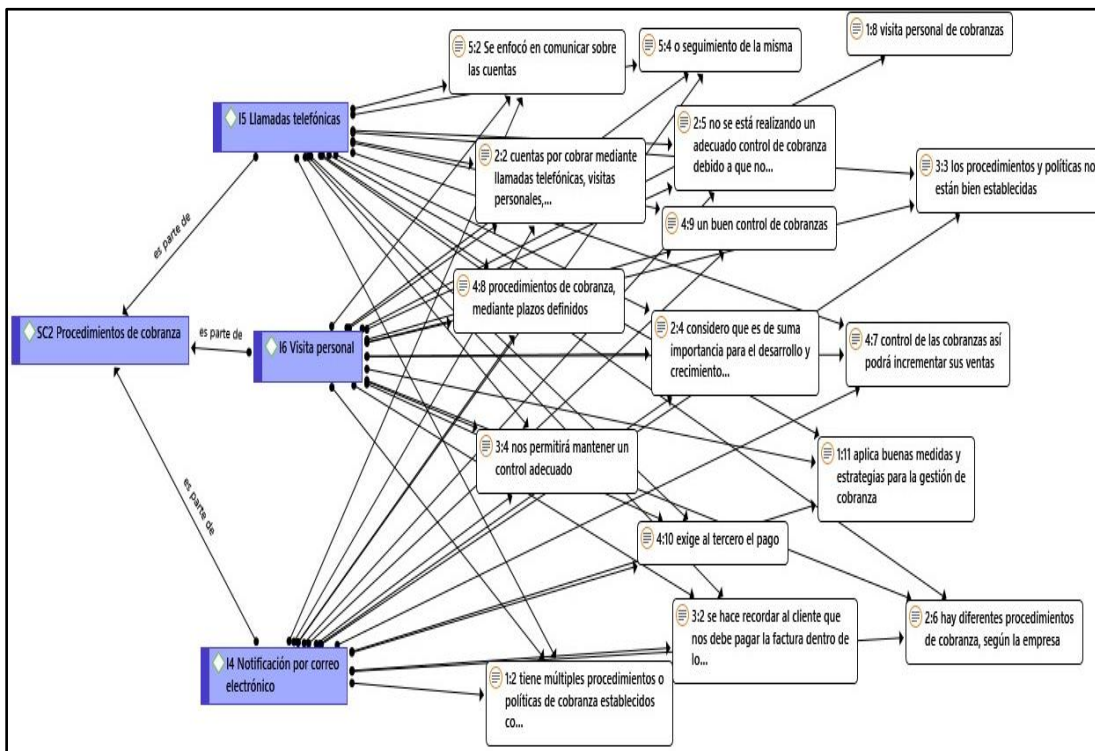 1:8 visita personal de cobranzas
5:2 Se enfocó en comunicar sobre
las cuentas
5:4 o seguimiento de la misma
I5 Llamadas telefónicas
2:5 no se está realizando un
adecuado control de cobranza
debido a que no...
2:2 cuentas por cobrar mediante
llamadas telefónicas, visitas
personales,...
3:3 los procedimientos y políticas no
están bien establecidas
4:9 un buen control de cobranzas
es parte de
4:8 procedimientos de cobranza,
mediante plazos definidos
SC2 Procedimientos de cobranza
es parte de
I6 Visita personal
2:4 considero que es de suma
importancia para el desarrollo y
crecimiento...
4:7 control de las cobranzas así
podrá incrementar sus ventas
3:4 nos permitirá mantener un
control adecuado
1:11 aplica buenas medidas y
estrategias para la gestión de
cobranza
es parte de
4:10 exige al tercero el pago
3:2 se hace recordar al cliente que
nos debe pagar la factura dentro de
lo...
2:6 hay diferentes procedimientos
de cobranza, según la empresa
I4 Notificación por correo
electrónico
1:2 tiene múltiples procedimientos o
políticas de cobranza establecidos
co...